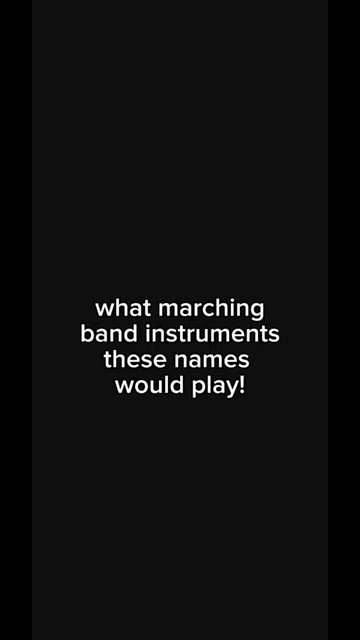 what marching
band instruments
these names
would play!